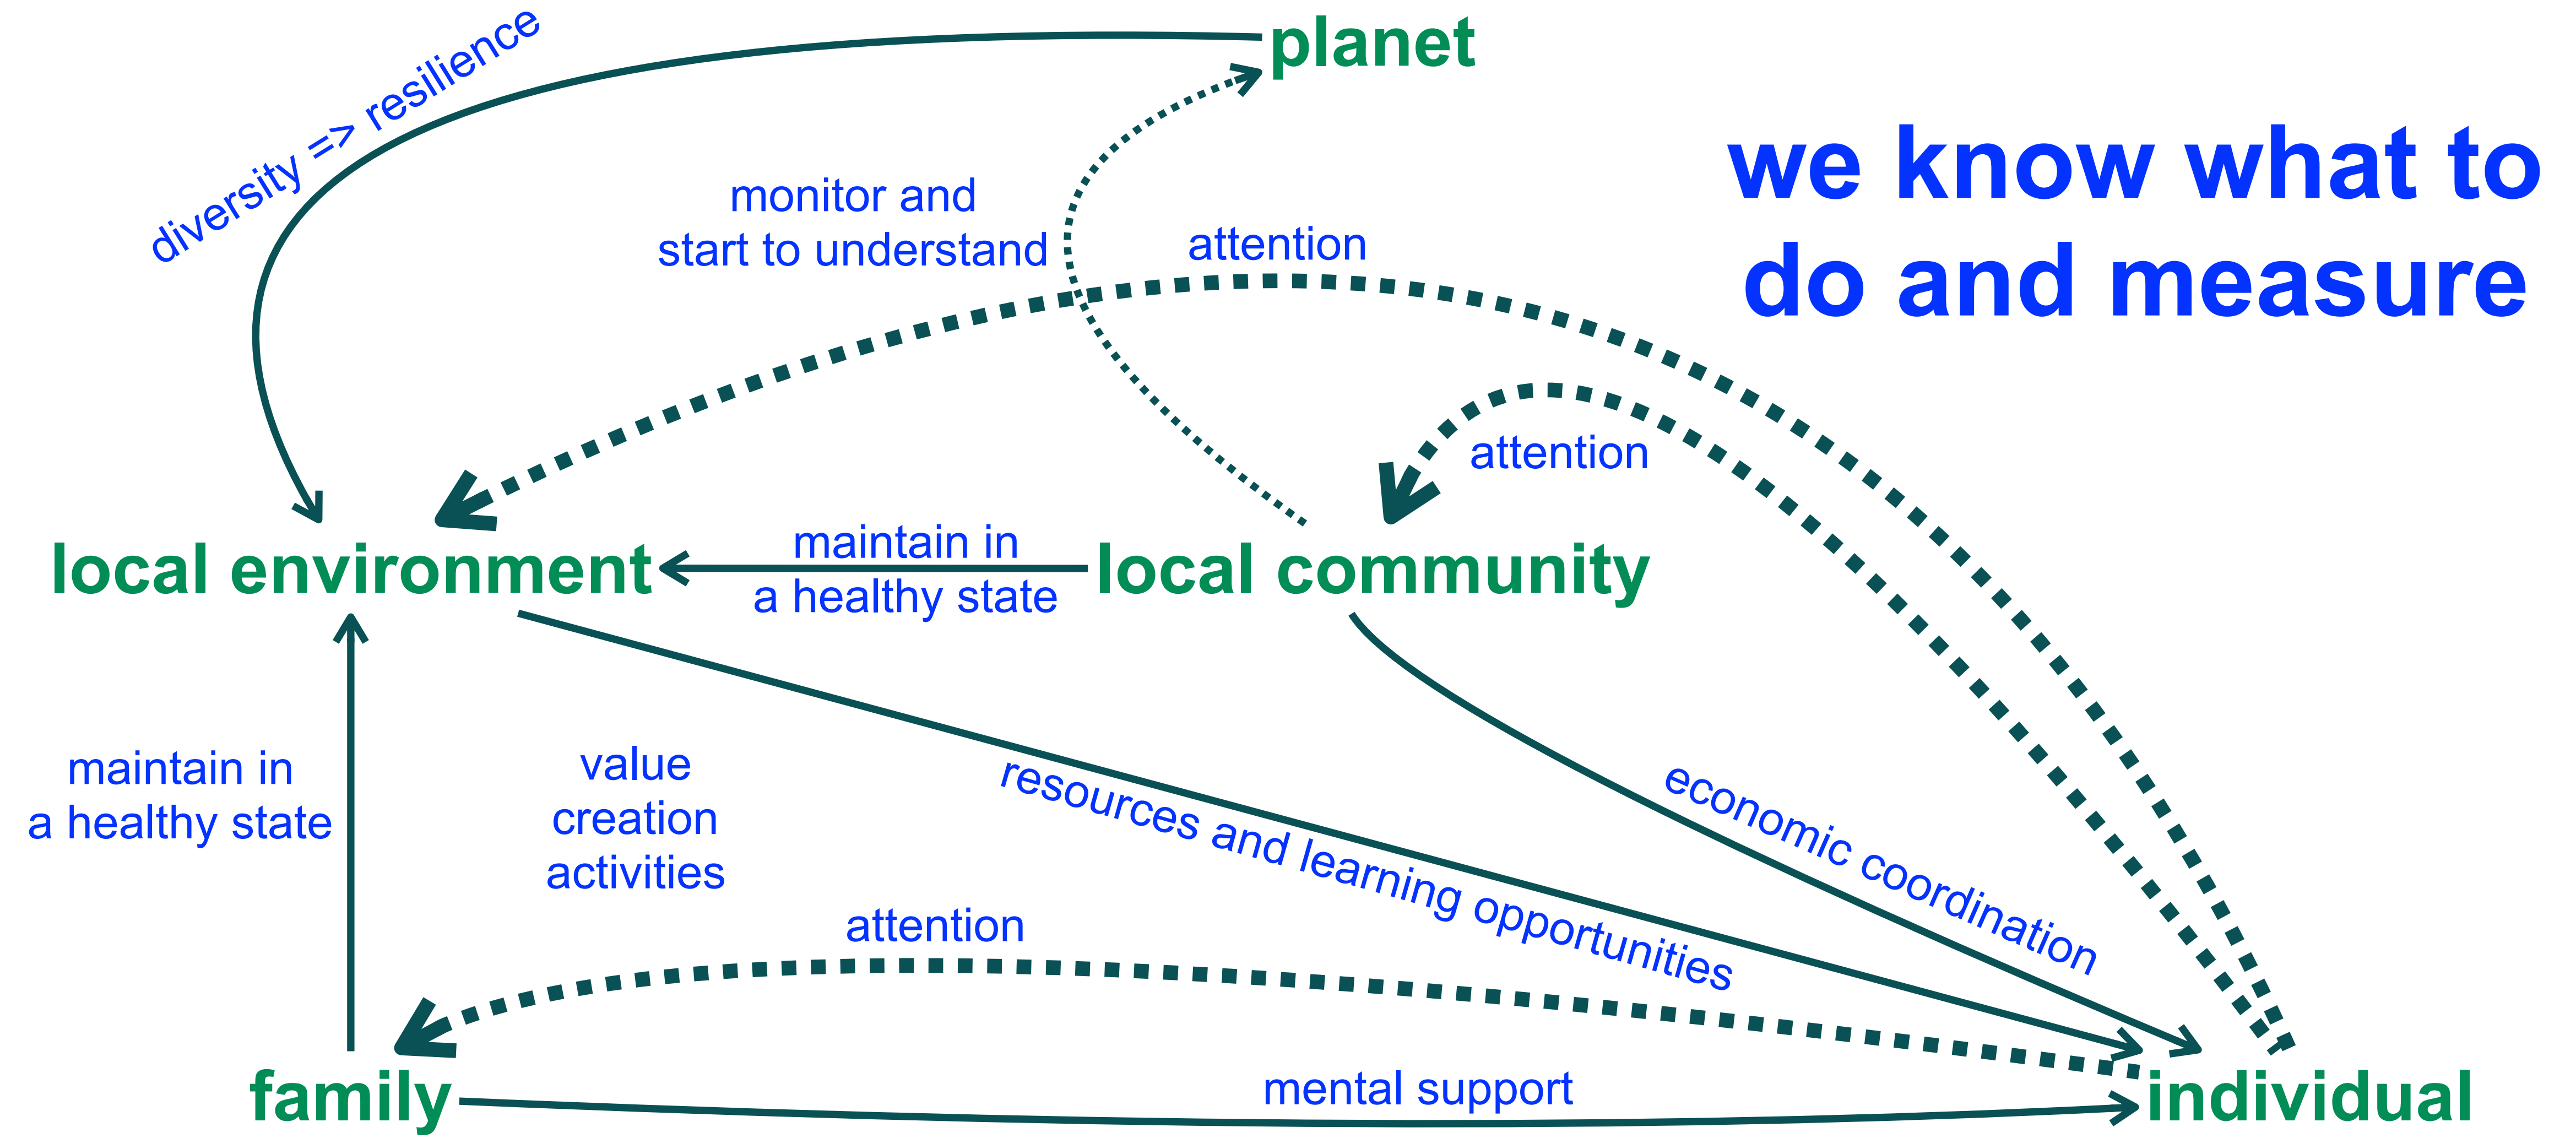 planet
diversity => resilience
we know what to
do and measure
monitor and
start to understand
attention
attention
local environment
maintain in
a healthy state
local community
maintain in
a healthy state
value
creation
activities
resources and learning opportunities
economic coordination
attention
family
mental support
individual